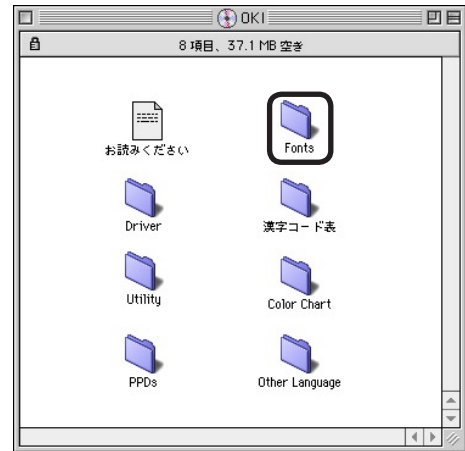 OKI
8 項目、37.1 MB 空き
お読みください
Fonts
Driver
漢字コード表
Utility
Color Chart
PPDs
Other Language